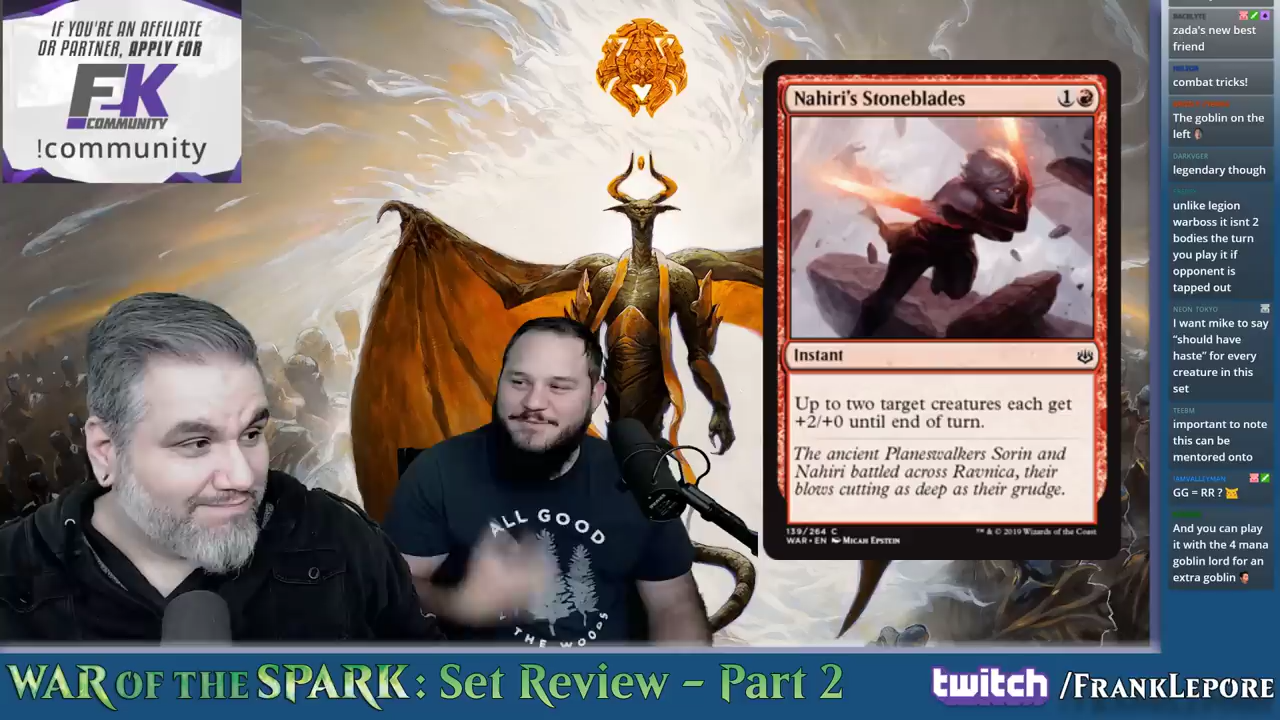 IF YOU'RE AN AFFILIATE
OR PARTNER, APPLY FOR
F2K
COMMUNITY
!community
Nahiri's Stoneblades
1
Instant
Up to two target creatures each get
+2/+0 until end of turn.
The ancient Planeswalkers Sorin and
Nahiri battled across Ravnica, their
blows cutting as deep as their grudge.
139/264 C
WAR • EN MICAH EPSTEIN
™ & © 2019 Wizards of the Coast
ALL GOOD
THE WOODS
zada's new best
friend
combat tricks!
The goblin on the
left
DARKVGER
legendary though
unlike legion
warboss it isnt 2
bodies the turn
you play it if
opponent is
tapped out
NEON TOKYO
I want mike to say
"should have
haste" for every
creature in this
set
TEEBM
important to note
this can be
mentored onto
IAMVALLEYMAN
GG = RR ?
And you can play
it with the 4 mana
goblin lord for an
extra goblin
WAR OF THE SPARK: Set Review - Part 2
twitch /FRANKLEPORE